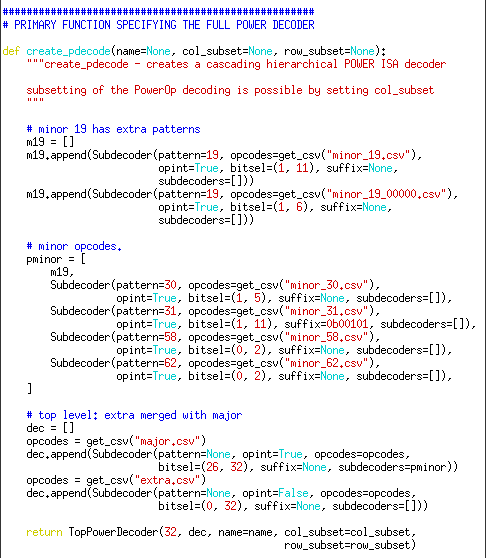 ####################################################
# PRIMARY FUNCTION SPECIFYING THE FULL POWER DECODER

def create_pdecode(name=None, col_subset=None, row_subset=None):
    """create_pdecode - creates a cascading hierarchical POWER ISA decoder

    subsetting of the PowerOp decoding is possible by setting col_subset
    """

    # minor 19 has extra patterns
    m19 = []
    m19.append(Subdecoder(pattern=19, opcodes=get_csv("minor_19.csv"),
                          opint=True, bitsel=(1, 11), suffix=None,
                          subdecoders=[]))
    m19.append(Subdecoder(pattern=19, opcodes=get_csv("minor_19_00000.csv"),
                          opint=True, bitsel=(1, 6), suffix=None,
                          subdecoders=[]))

    # minor opcodes.
    pminor = [
        m19,
        Subdecoder(pattern=30, opcodes=get_csv("minor_30.csv"),
                   opint=True, bitsel=(1, 5), suffix=None, subdecoders=[]),
        Subdecoder(pattern=31, opcodes=get_csv("minor_31.csv"),
                   opint=True, bitsel=(1, 11), suffix=0b00101, subdecoders=[]),
        Subdecoder(pattern=58, opcodes=get_csv("minor_58.csv"),
                   opint=True, bitsel=(0, 2), suffix=None, subdecoders=[]),
        Subdecoder(pattern=62, opcodes=get_csv("minor_62.csv"),
                   opint=True, bitsel=(0, 2), suffix=None, subdecoders=[]),
    ]

    # top level: extra merged with major
    dec = []
    opcodes = get_csv("major.csv")
    dec.append(Subdecoder(pattern=None, opint=True, opcodes=opcodes,
                          bitsel=(26, 32), suffix=None, subdecoders=pminor))
    opcodes = get_csv("extra.csv")
    dec.append(Subdecoder(pattern=None, opint=False, opcodes=opcodes,
                          bitsel=(0, 32), suffix=None, subdecoders=[]))

    return TopPowerDecoder(32, dec, name=name, col_subset=col_subset,
                                               row_subset=row_subset)